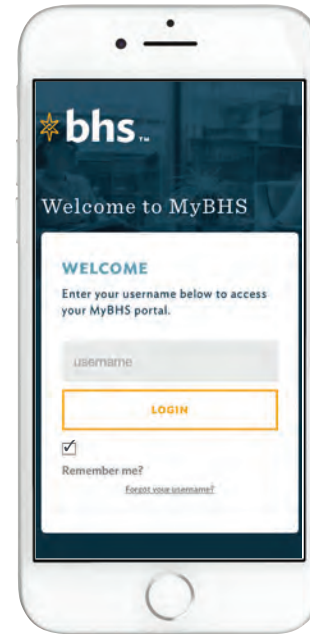 bhs™
Welcome to MyBHS
WELCOME
Enter your username below to access
your MyBHS portal.
username
LOGIN
Remember me?
Forgot your username?